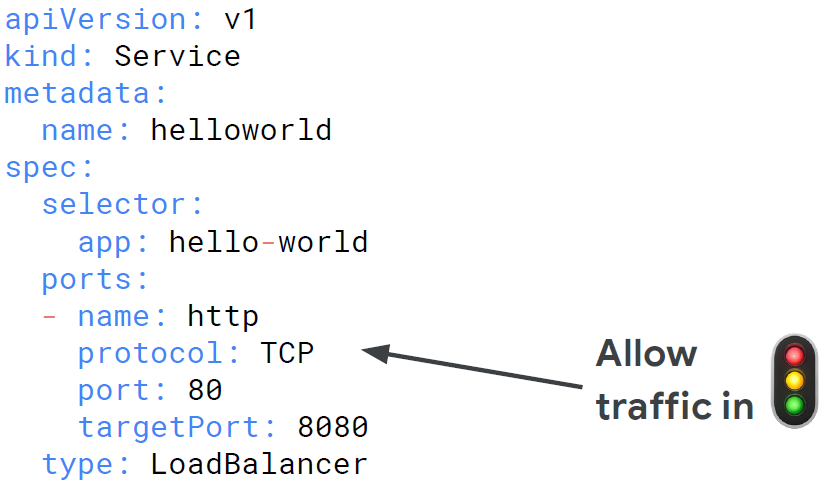 apiVersion: v1
kind: Service
metadata:
  name: helloworld
spec:
  selector:
    app: hello-world
  ports:
  - name: http
    protocol: TCP
    port: 80
    targetPort: 8080
  type: LoadBalancer
Allow
traffic in